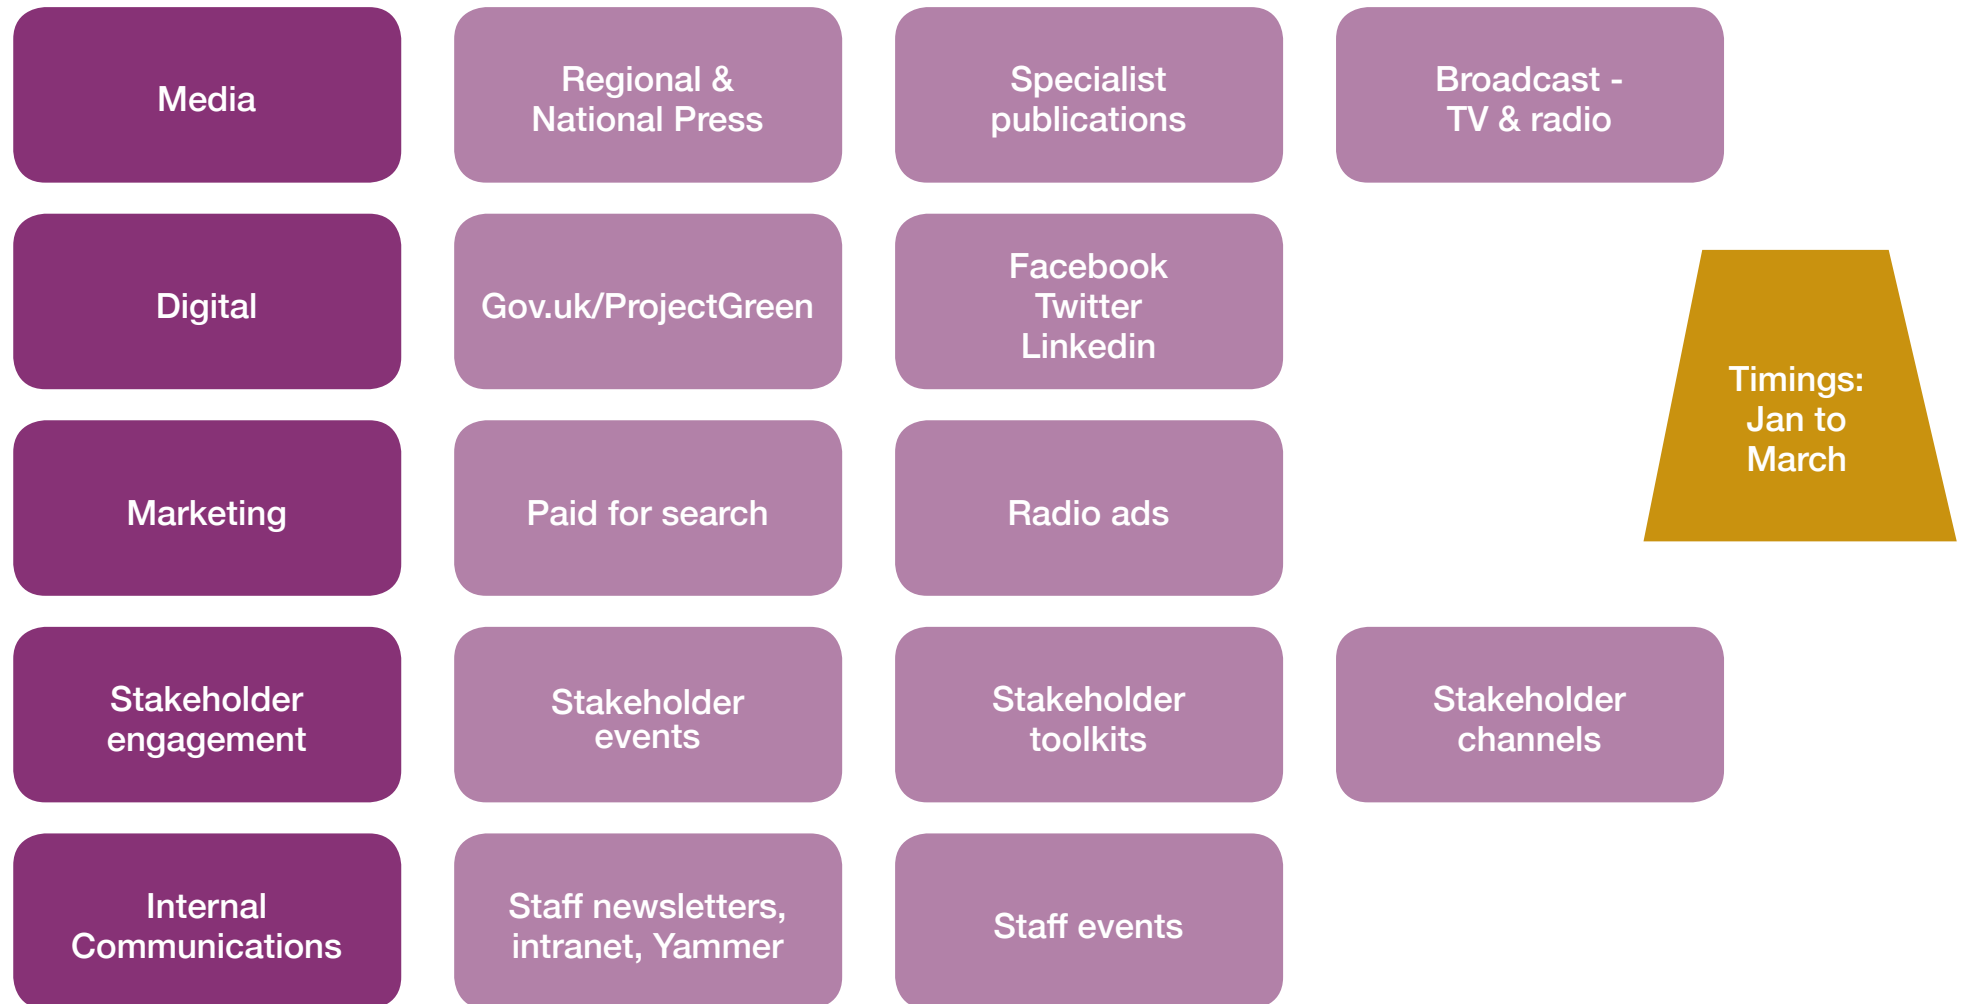 Media
Regional &
National Press
Specialist
publications
Broadcast -
TV & radio
Digital
Gov.uk/ProjectGreen
Facebook
Twitter
Linkedin
Timings:
Jan to
March
Marketing
Paid for search
Radio ads
Stakeholder
engagement
Stakeholder
events
Stakeholder
toolkits
Stakeholder
channels
Internal
Communications
Staff newsletters,
intranet, Yammer
Staff events